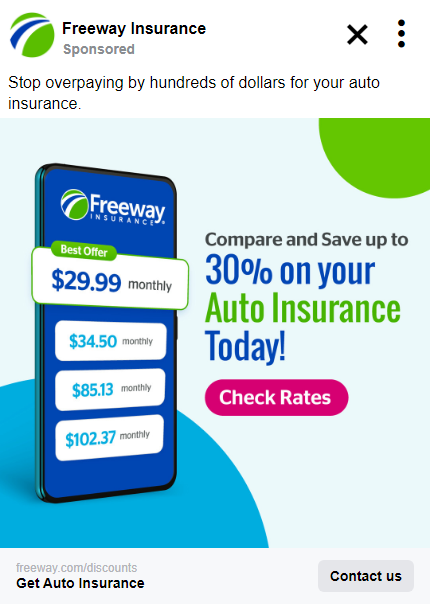 Freeway Insurance
Sponsored
Stop overpaying by hundreds of dollars for your auto
insurance.
Freeway
INSURANCE
Best Offer
$29.99 monthly
$34.50 monthly
$85.13 monthly
$102.37 monthly
Compare and Save up to
30% on your
Auto Insurance
Today!
Check Rates
freeway.com/discounts
Get Auto Insurance
Contact us